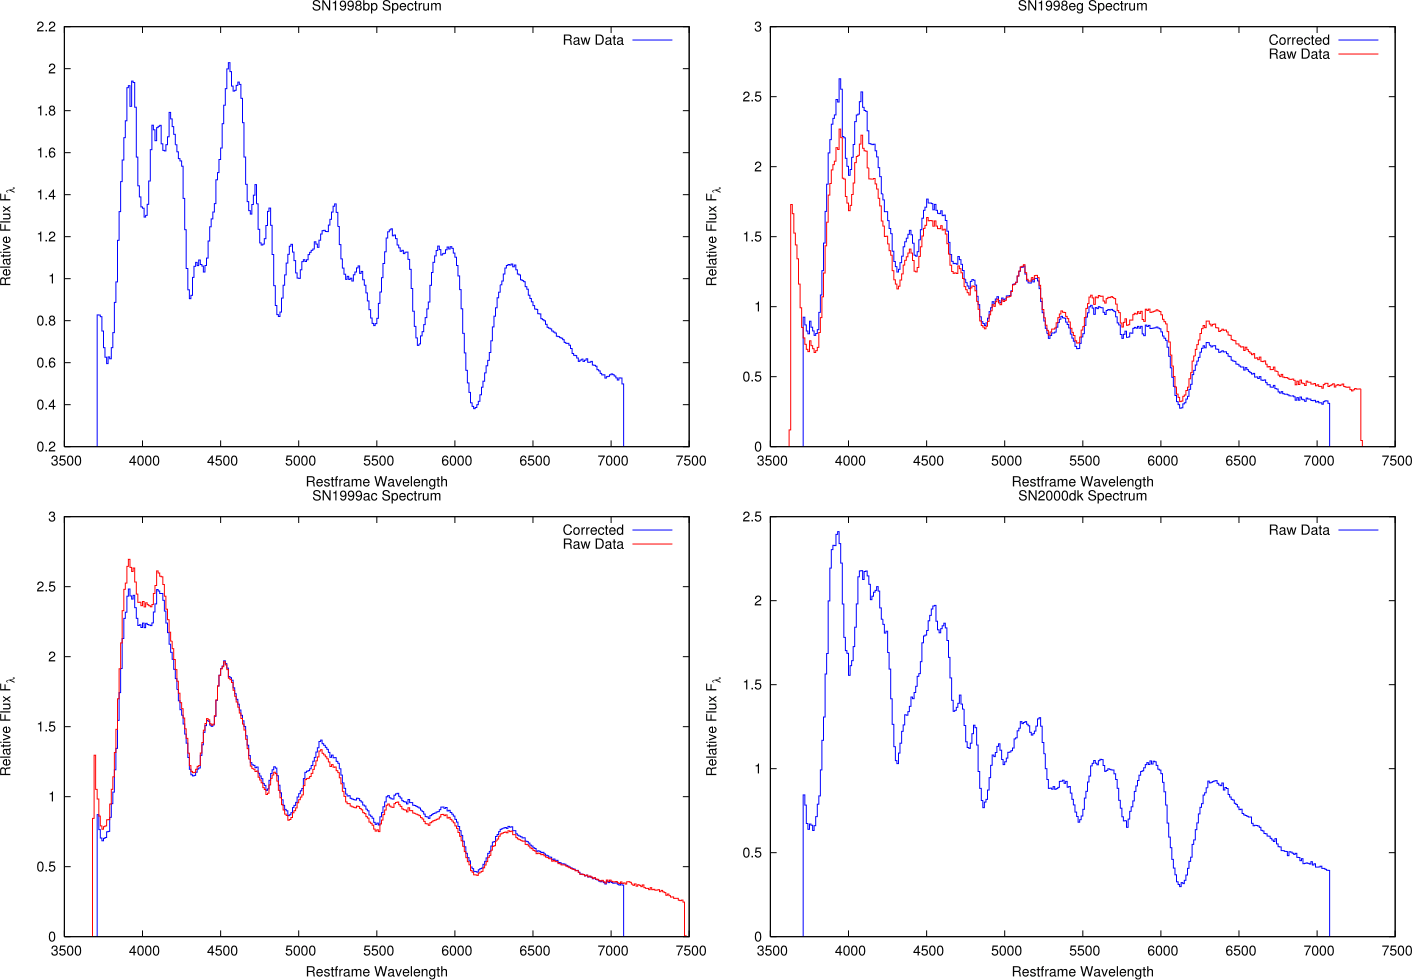 SN1998bp Spectrum
Raw Data
2.2
2
1.8
1.6
1.4
1.2
1
0.8
0.6
0.4
0.2
Relative Flux Fλ
3500 4000 4500 5000 5500 6000 6500 7000 7500
Restframe Wavelength
SN1998eg Spectrum
Corrected
Raw Data
3
2.5
2
1.5
1
0.5
0
Relative Flux Fλ
3500 4000 4500 5000 5500 6000 6500 7000 7500
Restframe Wavelength
SN1999ac Spectrum
Corrected
Raw Data
3
2.5
2
1.5
1
0.5
0
Relative Flux Fλ
3500 4000 4500 5000 5500 6000 6500 7000 7500
Restframe Wavelength
SN2000dk Spectrum
Raw Data
2.5
2
1.5
1
0.5
0
Relative Flux Fλ
3500 4000 4500 5000 5500 6000 6500 7000 7500
Restframe Wavelength